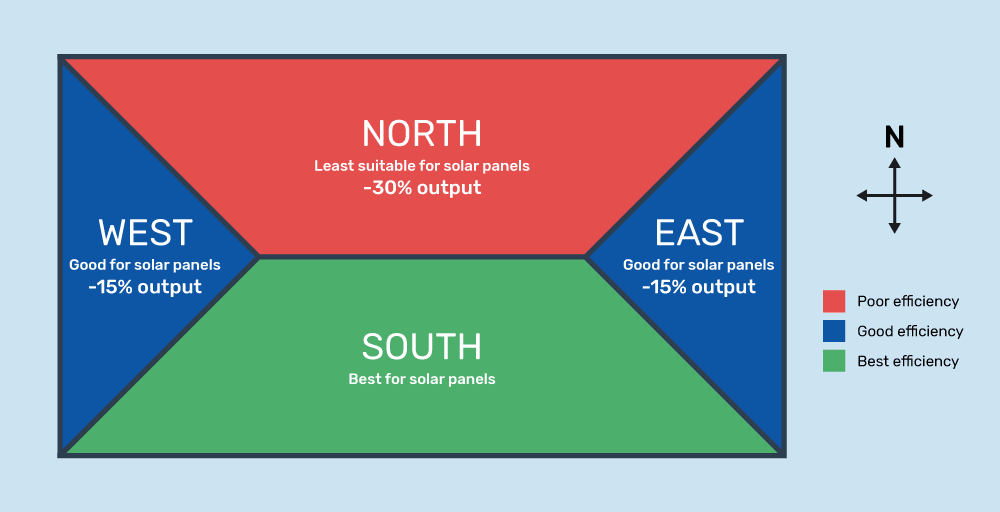 NORTH
Least suitable for solar panels
-30% output
WEST
Good for solar panels
-15% output
EAST
Good for solar panels
-15% output
SOUTH
Best for solar panels
N
Poor efficiency
Good efficiency
Best efficiency